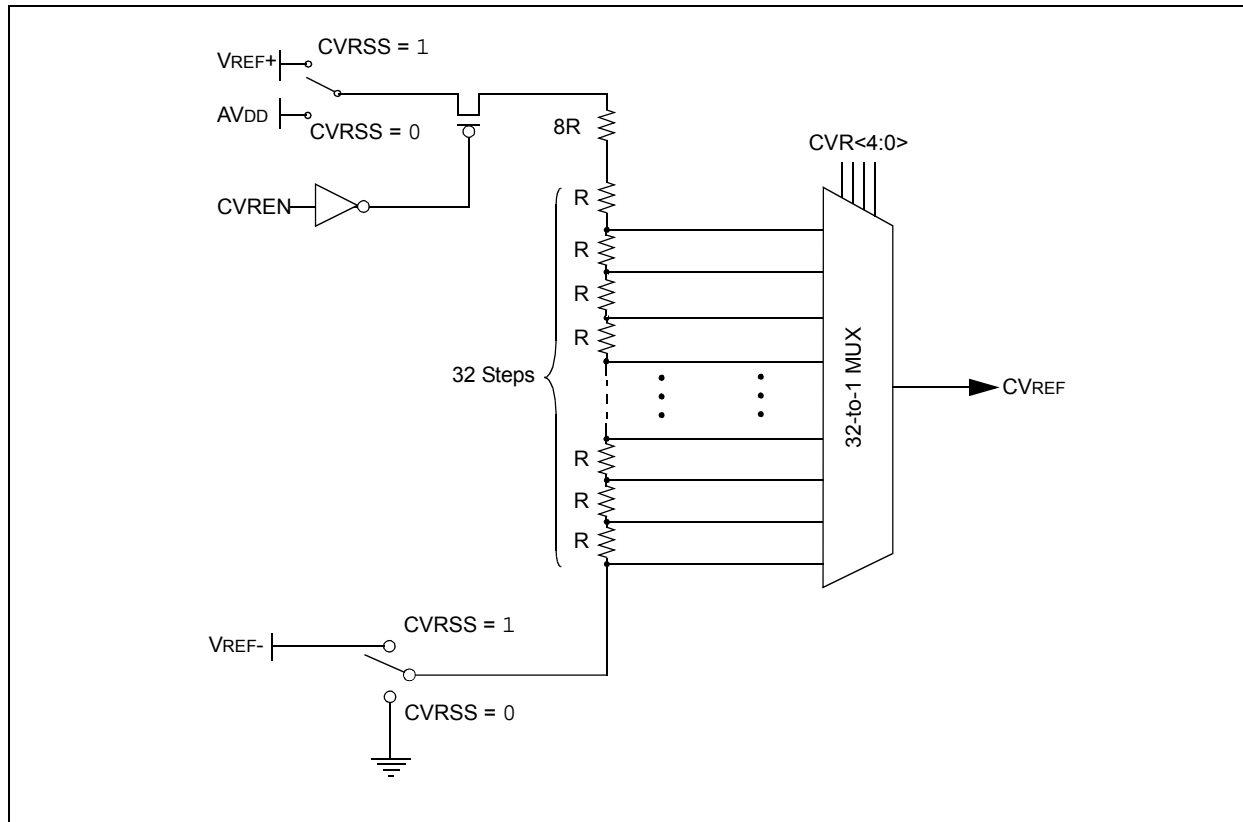 CVRSS = 1
VREF+
AVDD
CVRSS = 0
8R
CVR<4:0>
CVREN
R
R
R
R
32 Steps
32-to-1 MUX
CVREF
R
R
R
CVRSS = 1
VREF-
CVRSS = 0